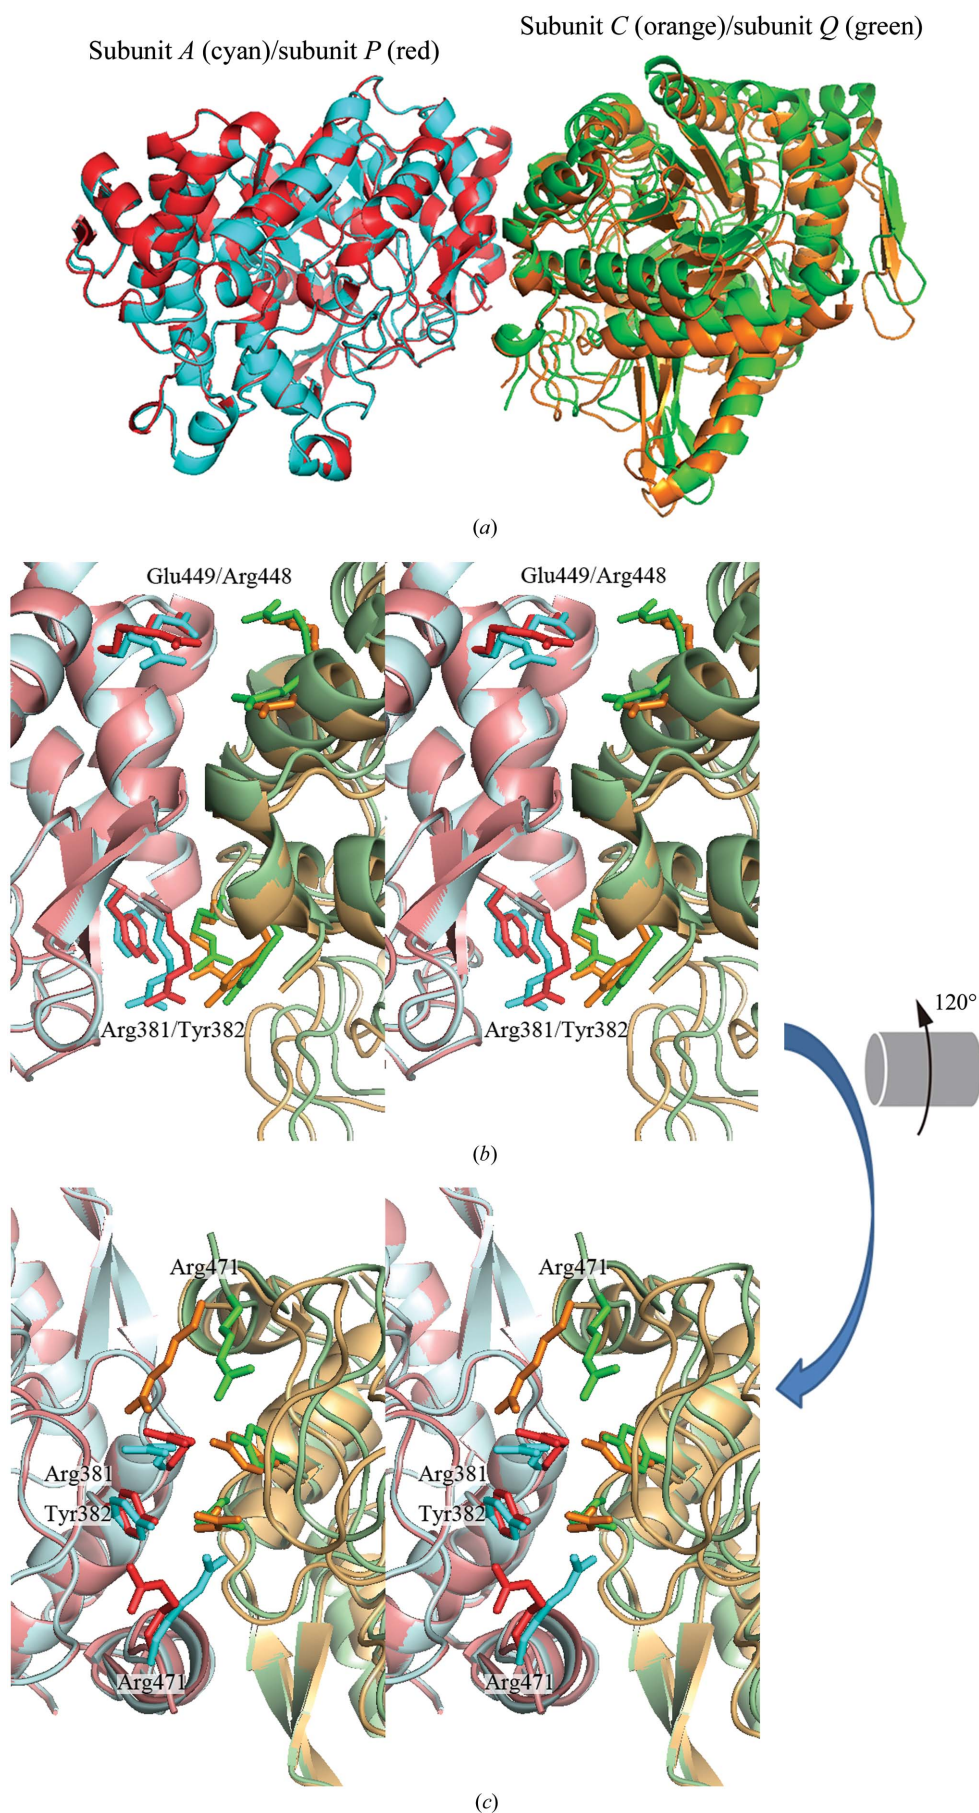 Subunit A (cyan)/subunit P (red)
Subunit C (orange)/subunit Q (green)
(a)
Glu449/Arg448
Glu449/Arg448
Arg381/Tyr382
Arg381/Tyr382
120°
(b)
Arg471
Arg471
Arg381
Arg381
Tyr382
Tyr382
Arg471
Arg471
(c)